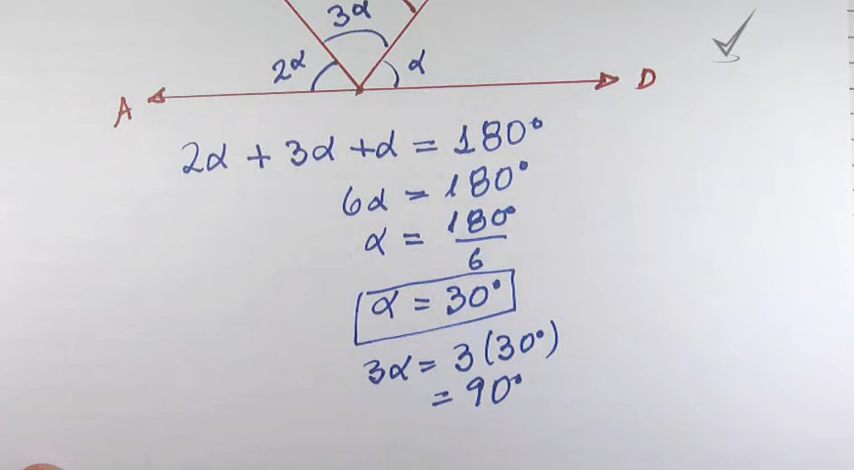 3α
2α α
A D
2α + 3α + α = 180°
6α = 180°
α = 180°/6
α = 30°
3α = 3(30°)
= 90°